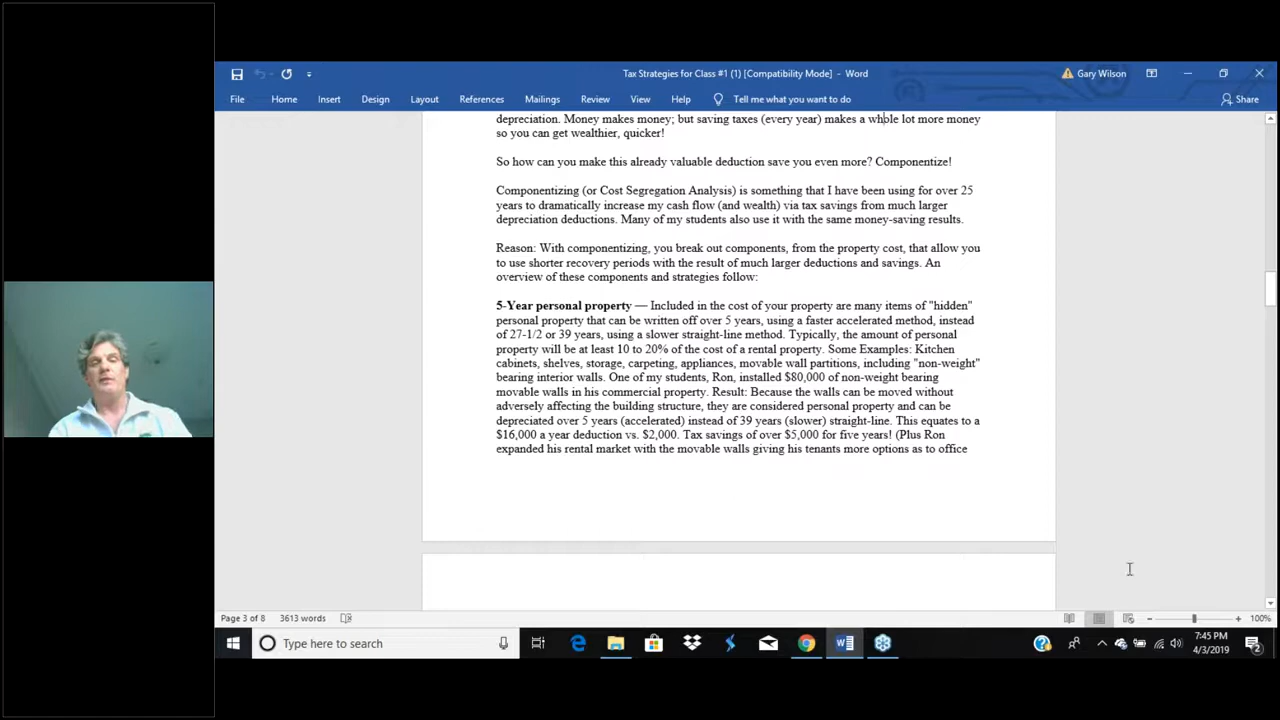 Tax Strategies for Class #1 (1) [Compatibility Mode] - Word
Gary Wilson
File Home Insert Design Layout References Mailings Review View Help Tell me what you want to do Share
depreciation. Money makes money; but saving taxes (every year) makes a whole lot more money
so you can get wealthier, quicker!
So how can you make this already valuable deduction save you even more? Componentize!
Componentizing (or Cost Segregation Analysis) is something that I have been using for over 25
years to dramatically increase my cash flow (and wealth) via tax savings from much larger
depreciation deductions. Many of my students also use it with the same money-saving results.
Reason: With componentizing, you break out components, from the property cost, that allow you
to use shorter recovery periods with the result of much larger deductions and savings. An
overview of these components and strategies follow:
5-Year personal property — Included in the cost of your property are many items of "hidden"
personal property that can be written off over 5 years, using a faster accelerated method, instead
of 27-1/2 or 39 years, using a slower straight-line method. Typically, the amount of personal
property will be at least 10 to 20% of the cost of a rental property. Some Examples: Kitchen
cabinets, shelves, storage, carpeting, appliances, movable wall partitions, including "non-weight"
bearing interior walls. One of my students, Ron, installed $80,000 of non-weight bearing
movable walls in his commercial property. Result: Because the walls can be moved without
adversely affecting the building structure, they are considered personal property and can be
depreciated over 5 years (accelerated) instead of 39 years (slower) straight-line. This equates to a
$16,000 a year deduction vs. $2,000. Tax savings of over $5,000 for five years! (Plus Ron
expanded his rental market with the movable walls giving his tenants more options as to office
Page 3 of 8 3613 words 100%
Type here to search
7:45 PM
4/3/2019
2